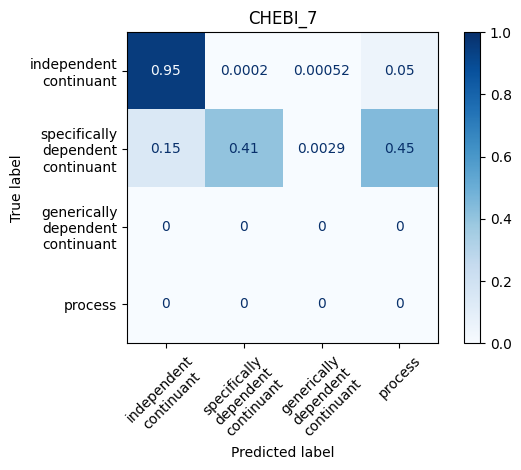 CHEBI_7
True label
independent
continuant
0.95 0.0002 0.00052 0.05
specifically
dependent
continuant
0.15 0.41 0.0029 0.45
generically
dependent
continuant
0 0 0 0
process
0 0 0 0
independent
continuant
specifically
dependent
continuant
generically
dependent
continuant
process
Predicted label
1.0
0.8
0.6
0.4
0.2
0.0